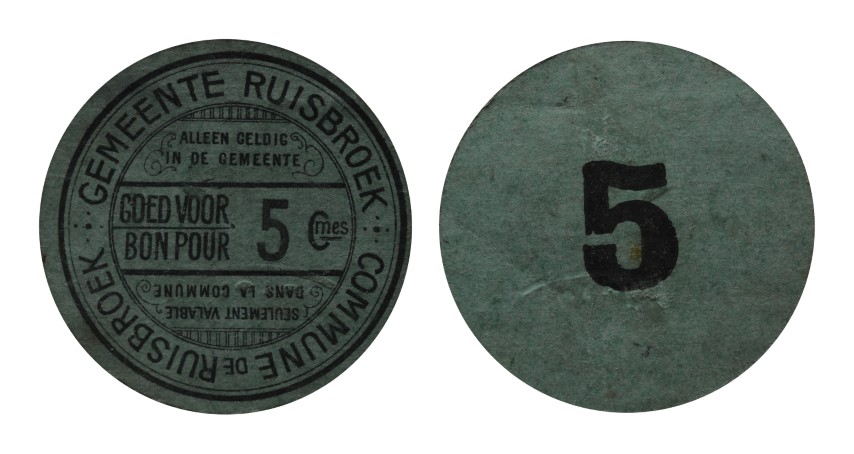 GEMEENTE RUISBROEK
ALLEEN GELDIG
IN DE GEMEENTE
GOED VOOR
BON POUR
5 Cmes
SEULEMENT VALABLE
DANS LA COMMUNE
COMMUNE DE RUISBROEK
5